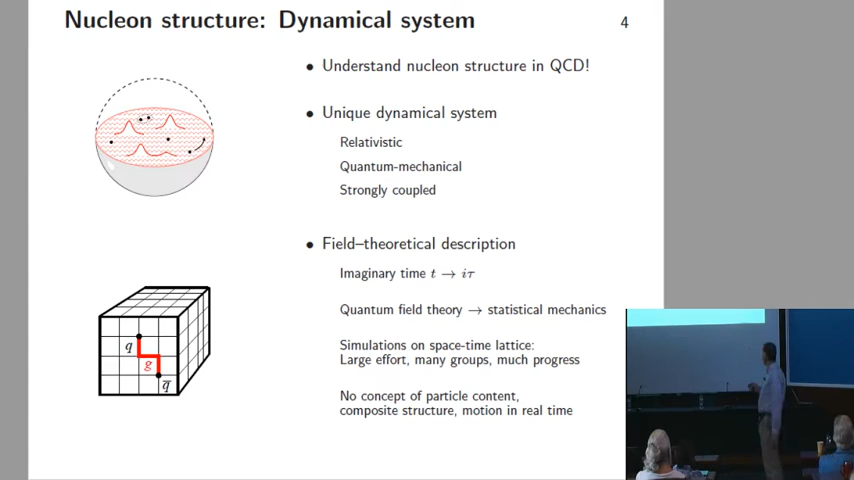 Nucleon structure: Dynamical system
4
• Understand nucleon structure in QCD!
• Unique dynamical system
Relativistic
Quantum-mechanical
Strongly coupled
• Field–theoretical description
Imaginary time t → iτ
Quantum field theory → statistical mechanics
Simulations on space-time lattice:
Large effort, many groups, much progress
No concept of particle content,
composite structure, motion in real time
q
g
q̅